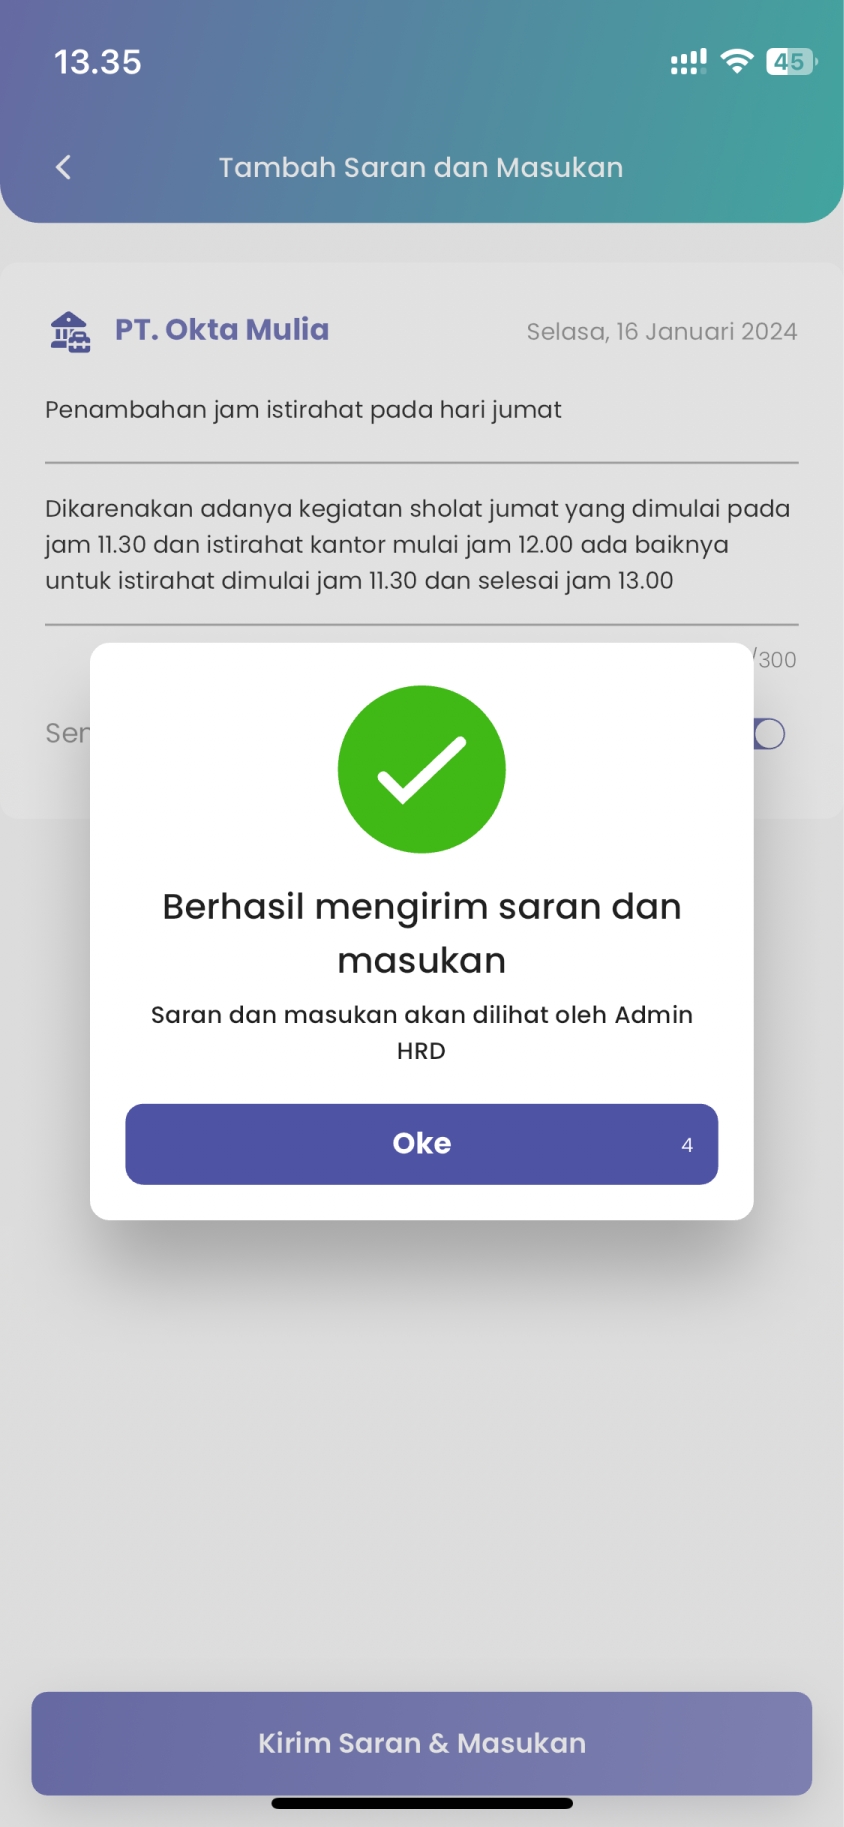 13.35
45
Tambah Saran dan Masukan
PT. Okta Mulia
Selasa, 16 Januari 2024
Penambahan jam istirahat pada hari jumat
Dikarenakan adanya kegiatan sholat jumat yang dimulai pada
jam 11.30 dan istirahat kantor mulai jam 12.00 ada baiknya
untuk istirahat dimulai jam 11.30 dan selesai jam 13.00
/300
Berhasil mengirim saran dan
masukan
Saran dan masukan akan dilihat oleh Admin
HRD
Oke 4
Kirim Saran & Masukan